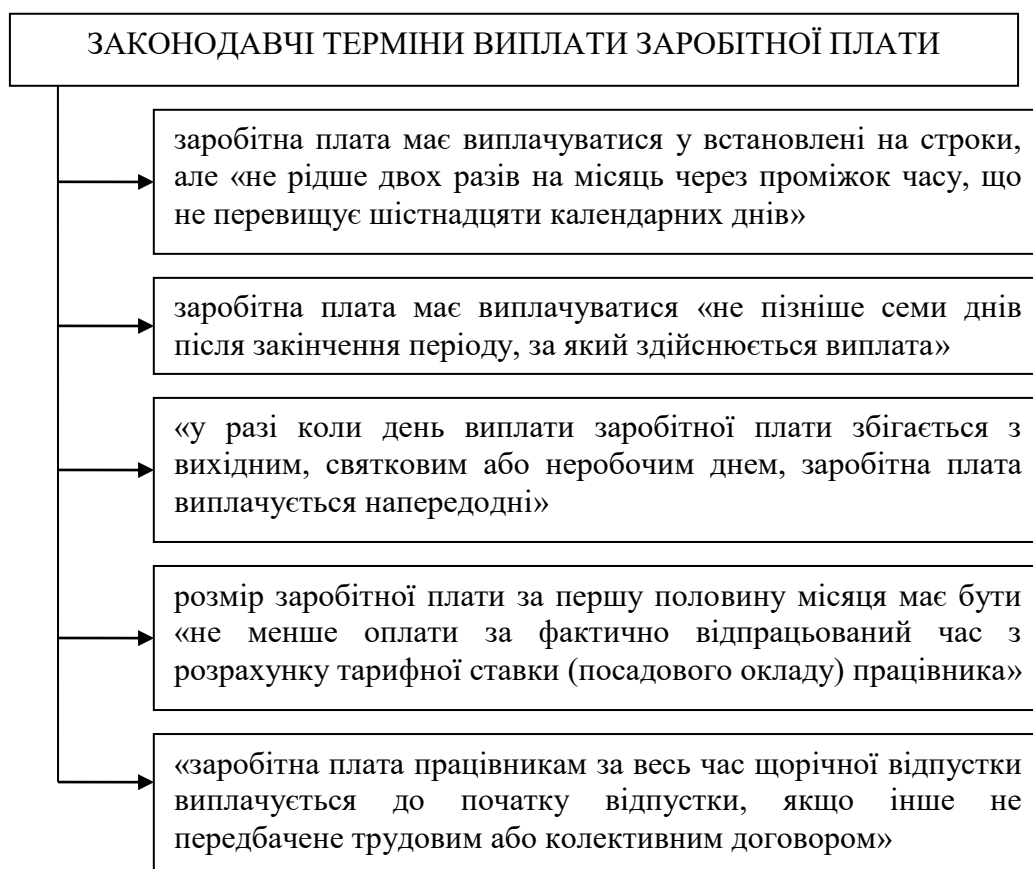 ЗАКОНОДАВЧІ ТЕРМІНИ ВИПЛАТИ ЗАРОБІТНОЇ ПЛАТИ
заробітна плата має виплачуватися у встановлені на строки,
але «не рідше двох разів на місяць через проміжок часу, що
не перевищує шістнадцяти календарних днів»
заробітна плата має виплачуватися «не пізніше семи днів
після закінчення періоду, за який здійснюється виплата»
«у разі коли день виплати заробітної плати збігається з
вихідним, святковим або неробочим днем, заробітна плата
виплачується напередодні»
розмір заробітної плати за першу половину місяця має бути
«не менше оплати за фактично відпрацьований час з
розрахунку тарифної ставки (посадового окладу) працівника»
«заробітна плата працівникам за весь час щорічної відпустки
виплачується до початку відпустки, якщо інше не
передбачене трудовим або колективним договором»